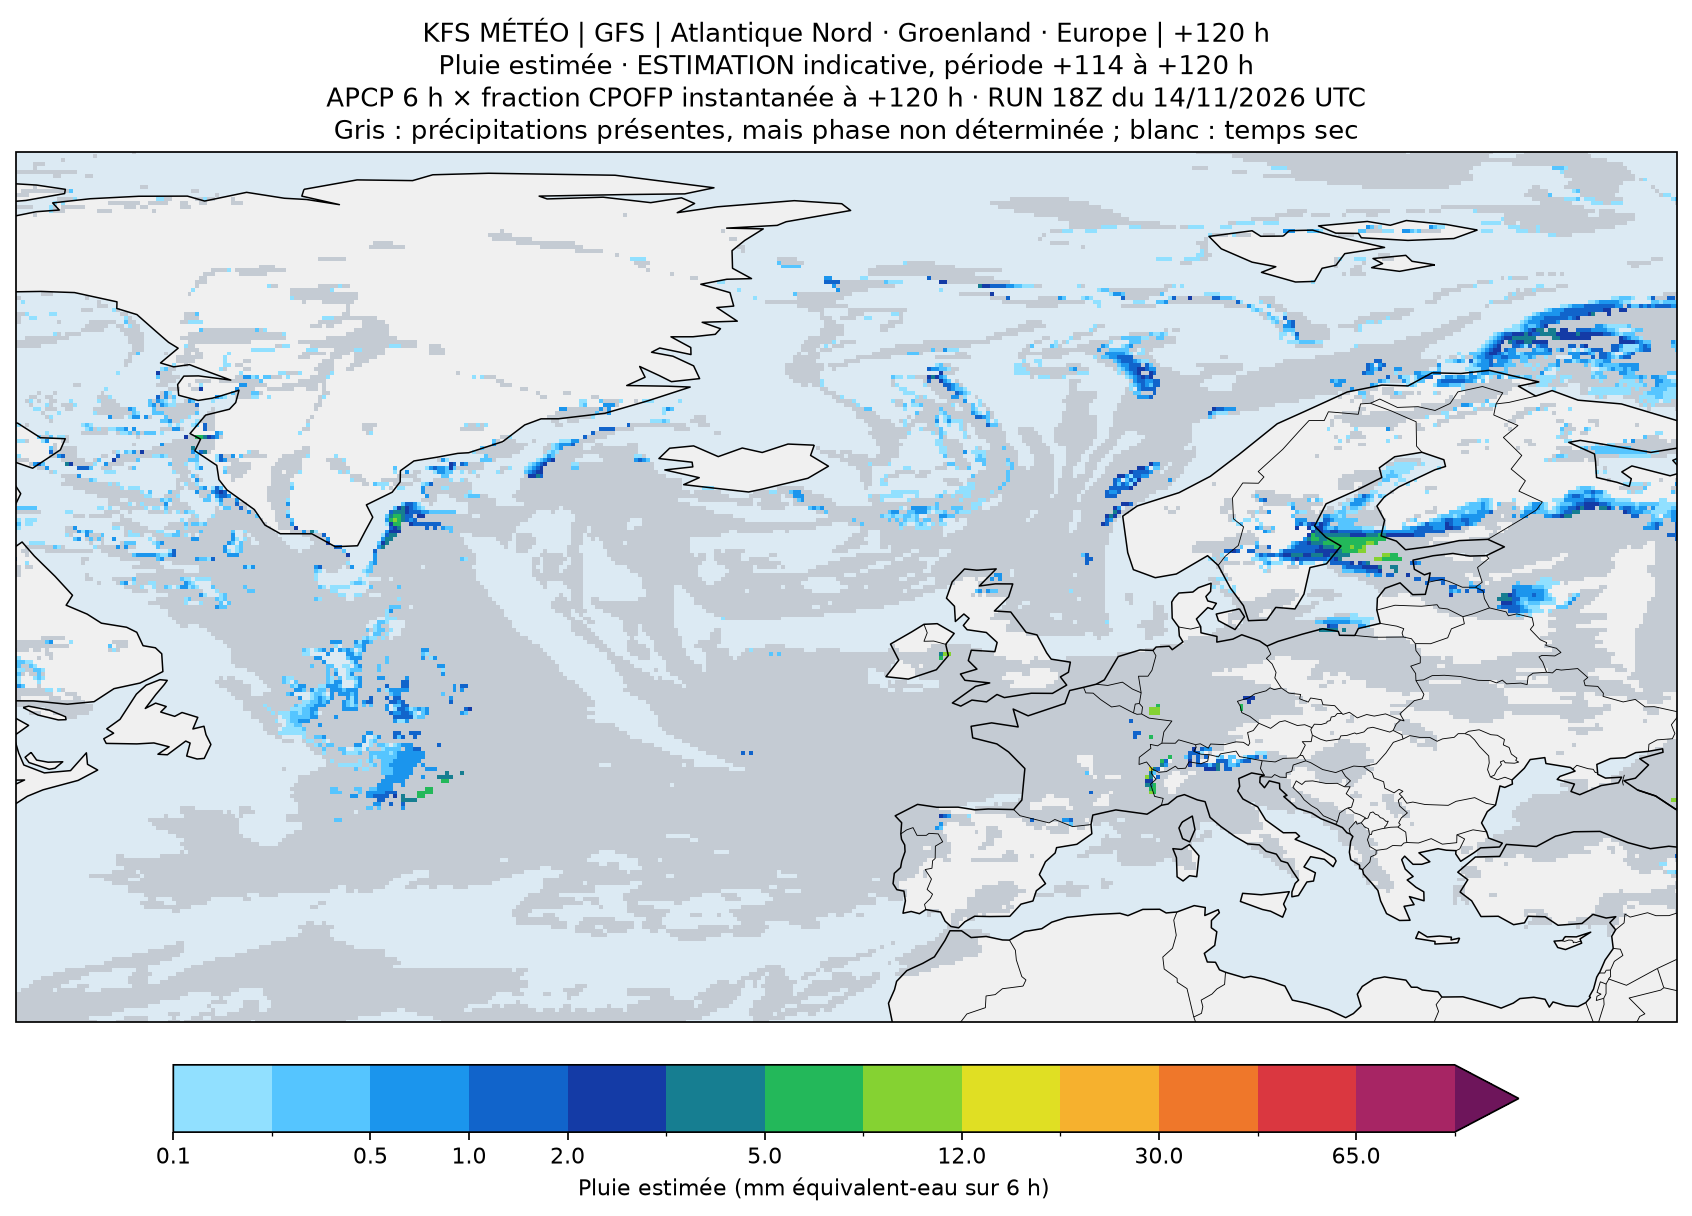 KFS MÉTÉO | GFS | Atlantique Nord · Groenland · Europe | +120 h
Pluie estimée · ESTIMATION indicative, période +114 à +120 h
APCP 6 h × fraction CPOFP instantanée à +120 h · RUN 18Z du 14/11/2026 UTC
Gris : précipitations présentes, mais phase non déterminée ; blanc : temps sec
0.1 0.5 1.0 2.0 5.0 12.0 30.0 65.0
Pluie estimée (mm équivalent-eau sur 6 h)